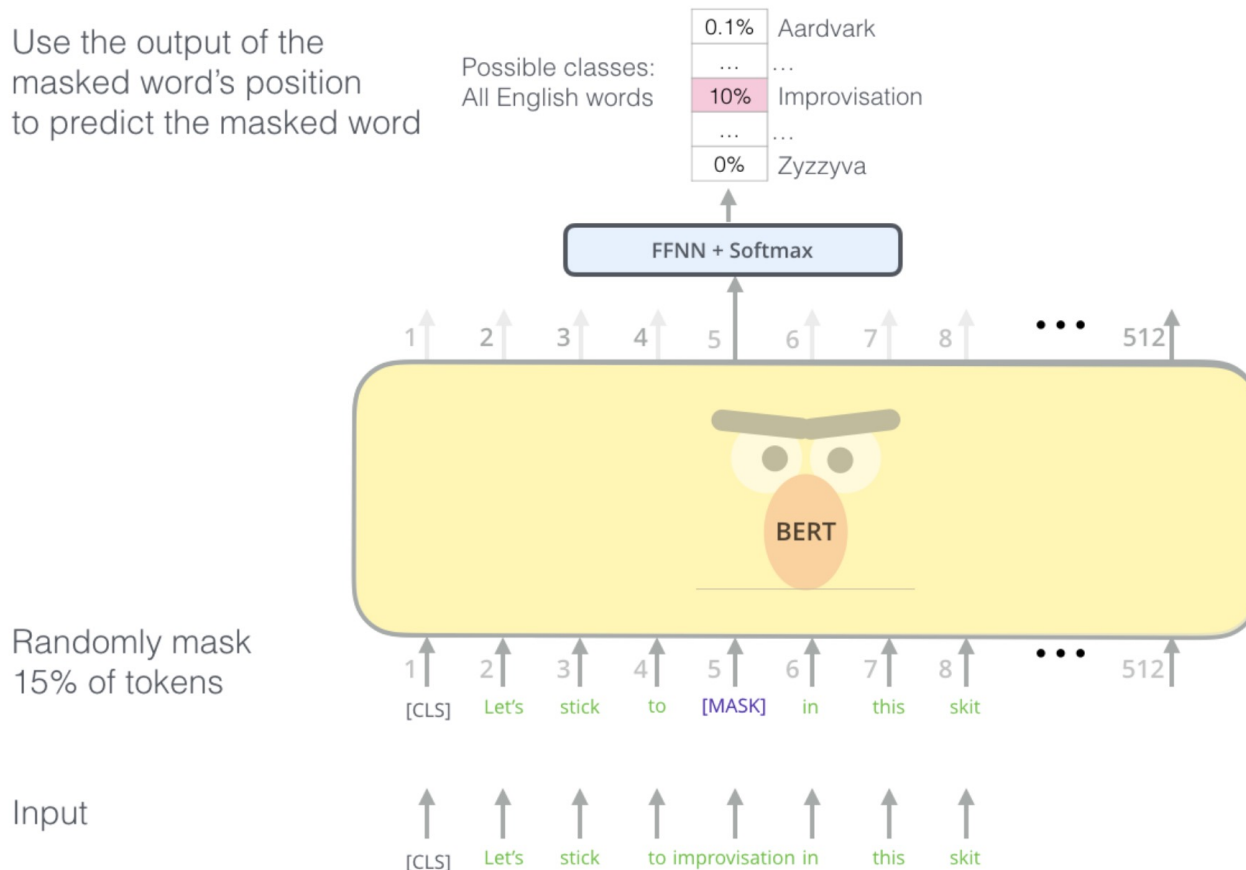 Use the output of the
masked word's position
to predict the masked word
Possible classes:
All English words
0.1% Aardvark
... ...
10% Improvisation
... ...
0% Zyzzyva
FFNN + Softmax
1 2 3 4 5 6 7 8 ••• 512
BERT
Randomly mask
15% of tokens
1 2 3 4 5 6 7 8 ••• 512
[CLS] Let's stick to [MASK] in this skit
Input
[CLS] Let's stick to improvisation in this skit